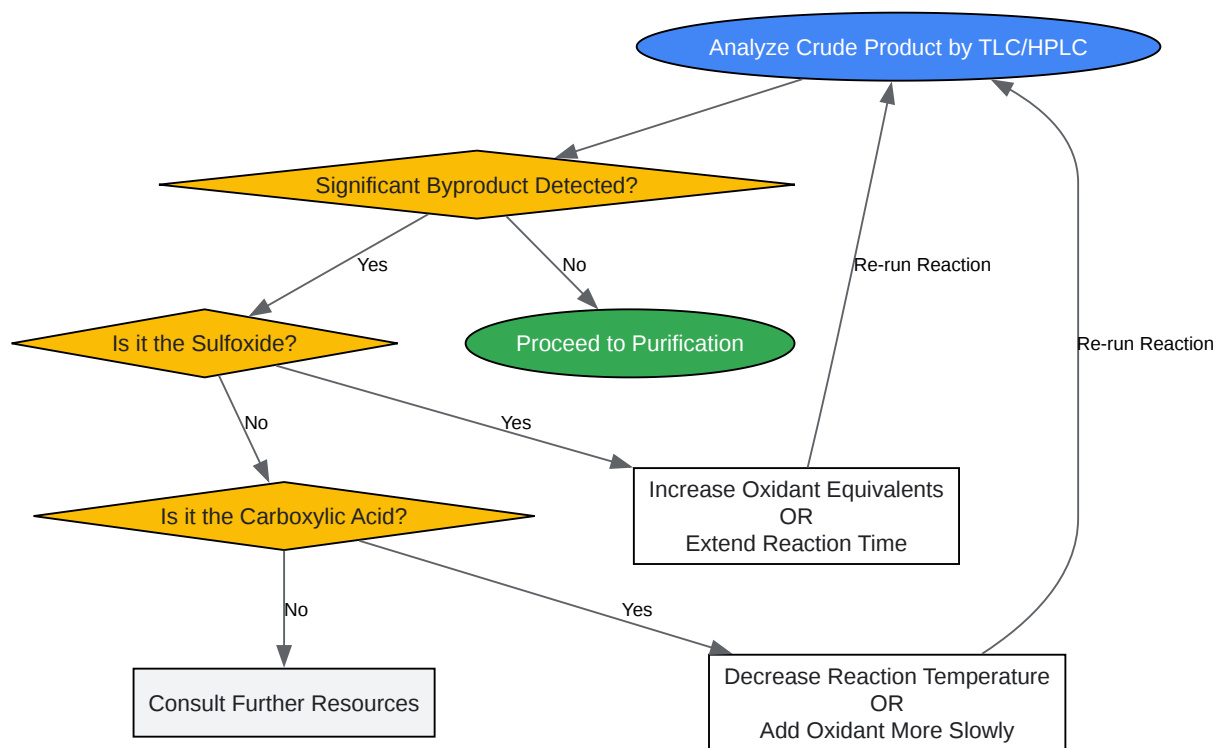 Analyze Crude Product by TLC/HPLC
Significant Byproduct Detected?
Yes
No
Re-run Reaction
Is it the Sulfoxide?
Proceed to Purification
Re-run Reaction
No
Yes
Increase Oxidant Equivalents
OR
Extend Reaction Time
Is it the Carboxylic Acid?
No
Yes
Consult Further Resources
Decrease Reaction Temperature
OR
Add Oxidant More Slowly